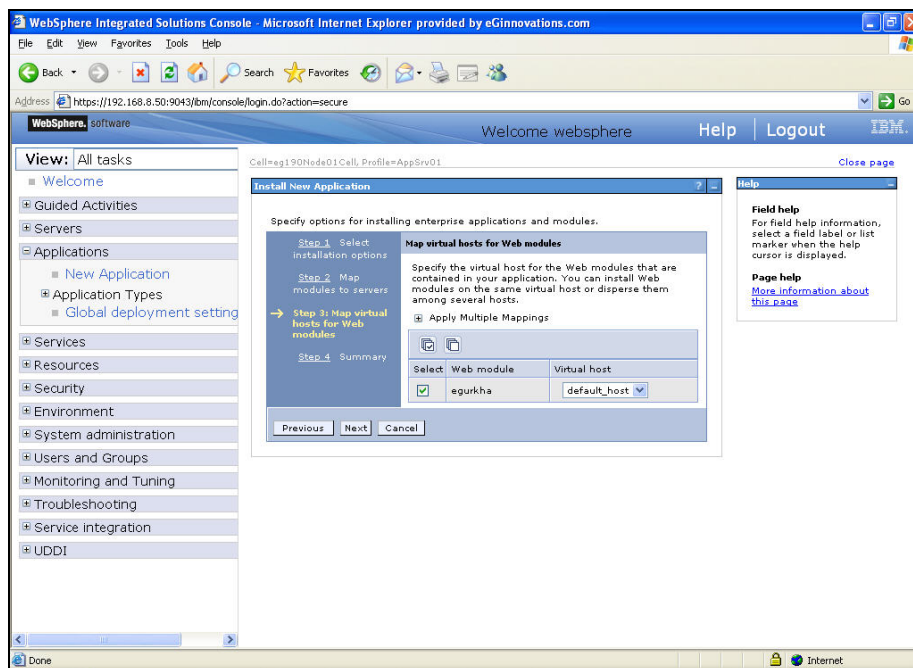 WebSphere Integrated Solutions Console - Microsoft Internet Explorer provided by eGinnovations.com
File Edit View Favorites Tools Help
Back Search Favorites
Address https://192.168.8.50:9043/ibm/console/login.do?action=secure Go
WebSphere. software Welcome websphere Help Logout IBM.
View: All tasks
Welcome
Guided Activities
Servers
Applications
New Application
Application Types
Global deployment setting
Services
Resources
Security
Environment
System administration
Users and Groups
Monitoring and Tuning
Troubleshooting
Service integration
UDDI
Cell=eg190Node01Cell, Profile=AppSrv01 Close page
Install New Application ? -
Specify options for installing enterprise applications and modules.
Step 1 Select
installation options
Step 2 Map
modules to servers
Step 3: Map virtual
hosts for Web
modules
Step 4 Summary
Map virtual hosts for Web modules
Specify the virtual host for the Web modules that are
contained in your application. You can install Web
modules on the same virtual host or disperse them
among several hosts.
Apply Multiple Mappings
Select Web module Virtual host
egurkha default_host
Previous Next Cancel
Help
Field help
For field help information,
select a field label or list
marker when the help
cursor is displayed.
Page help
More information about
this page
Done Internet